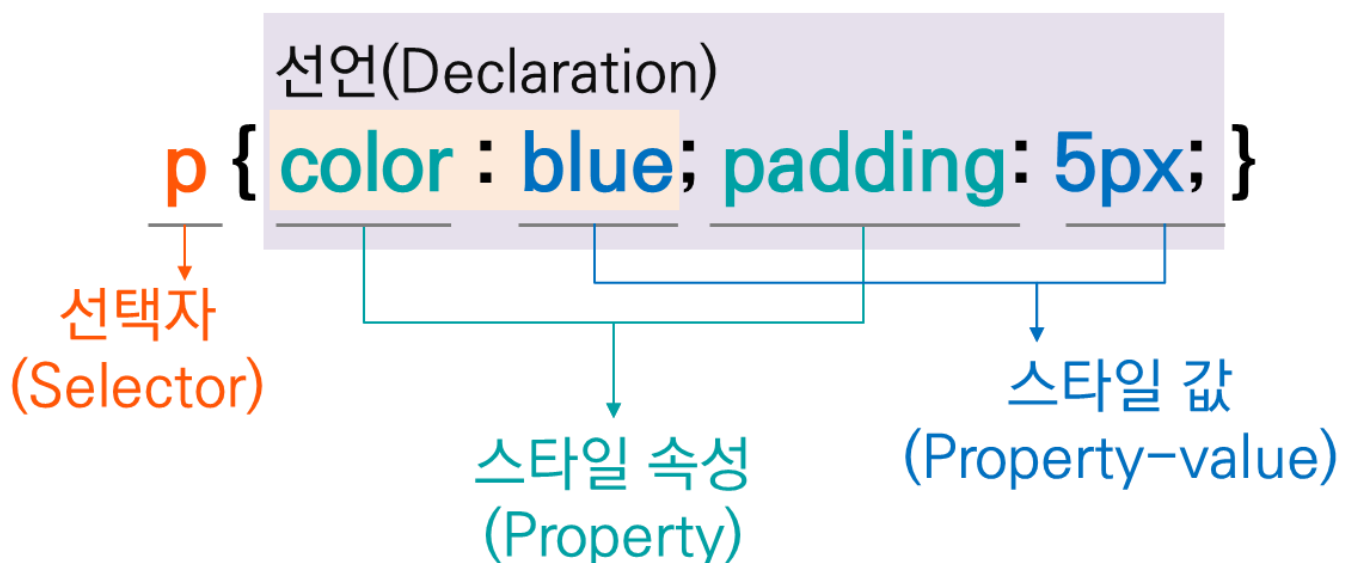 선언(Declaration)
p { color : blue; padding: 5px; }
선택자
(Selector)
스타일 값
(Property-value)
스타일 속성
(Property)